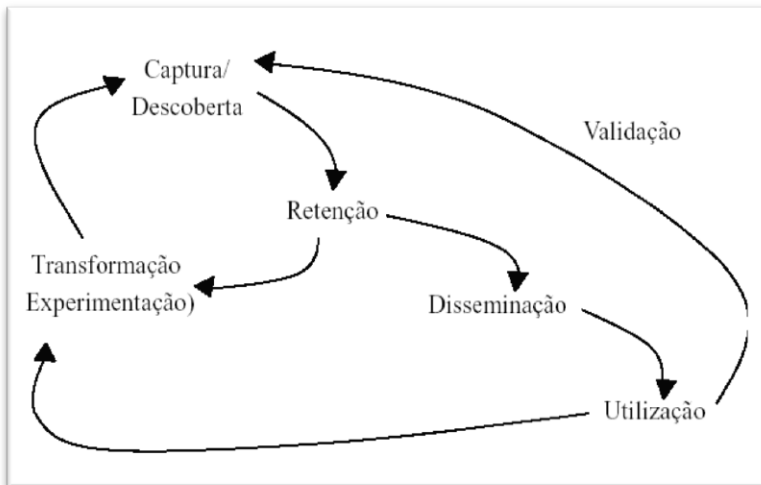 Captura/
Descoberta
Validação
Retenção
Transformação
Experimentação)
Disseminação
Utilização